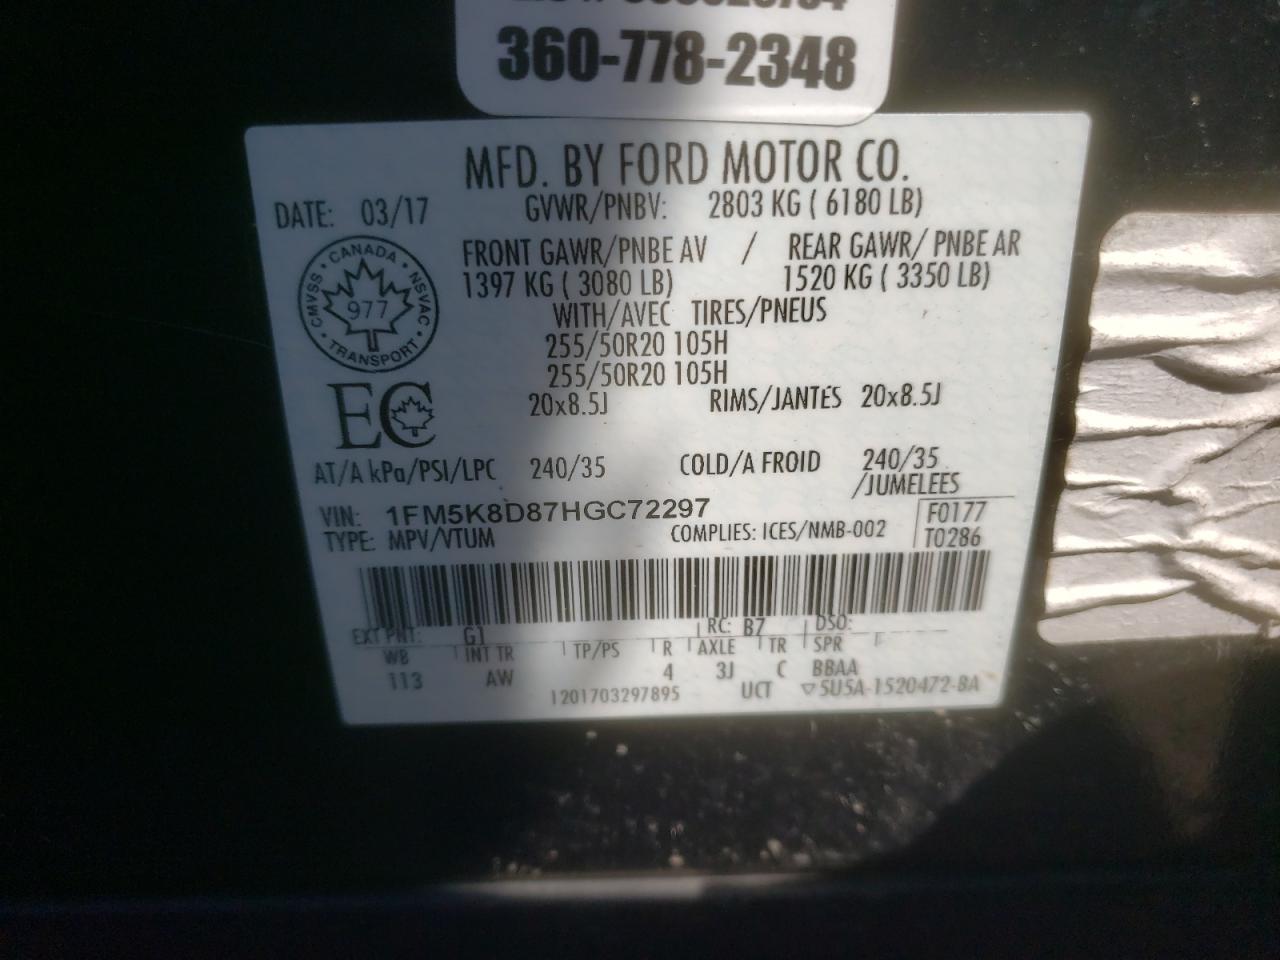 360-778-2348
MFD. BY FORD MOTOR CO.
DATE: 03/17 GVWR/PNBV: 2803 KG ( 6180 LB)
FRONT GAWR/PNBE AV / REAR GAWR/ PNBE AR
1397 KG ( 3080 LB) 1520 KG ( 3350 LB)
WITH/AVEC TIRES/PNEUS
255/50R20 105H
255/50R20 105H
20x8.5J RIMS/JANTES 20x8.5J
CANADA • NSVAC • TRANSPORT • CMVSS •
977
EC
AT/A kPa/PSI/LPC 240/35 COLD/A FROID 240/35
/JUMELEES
VIN: 1FM5K8D87HGC72297 F0177
TYPE: MPV/VTUM COMPLIES: ICES/NMB-002 T0286
EXT PNT: G1 RC: B7 DSO:
WB INT TR TP/PS R AXLE TR SPR
113 AW 4 3J C BBAA
1201703297895 UCT ▽5U5A-1520472-BA